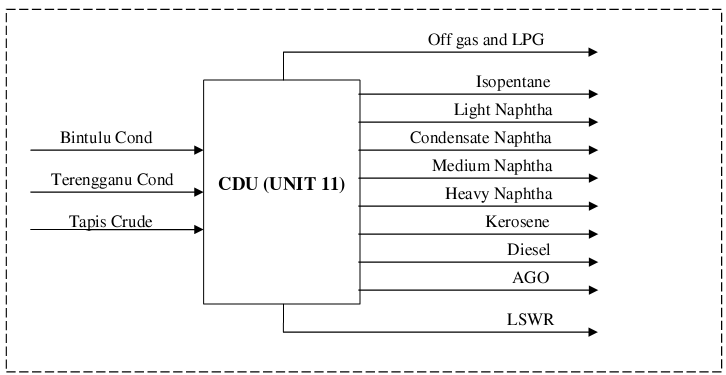 Off gas and LPG
Isopentane
Light Naphtha
Bintulu Cond
Condensate Naphtha
Medium Naphtha
Terengganu Cond
CDU (UNIT 11)
Heavy Naphtha
Tapis Crude
Kerosene
Diesel
AGO
LSWR